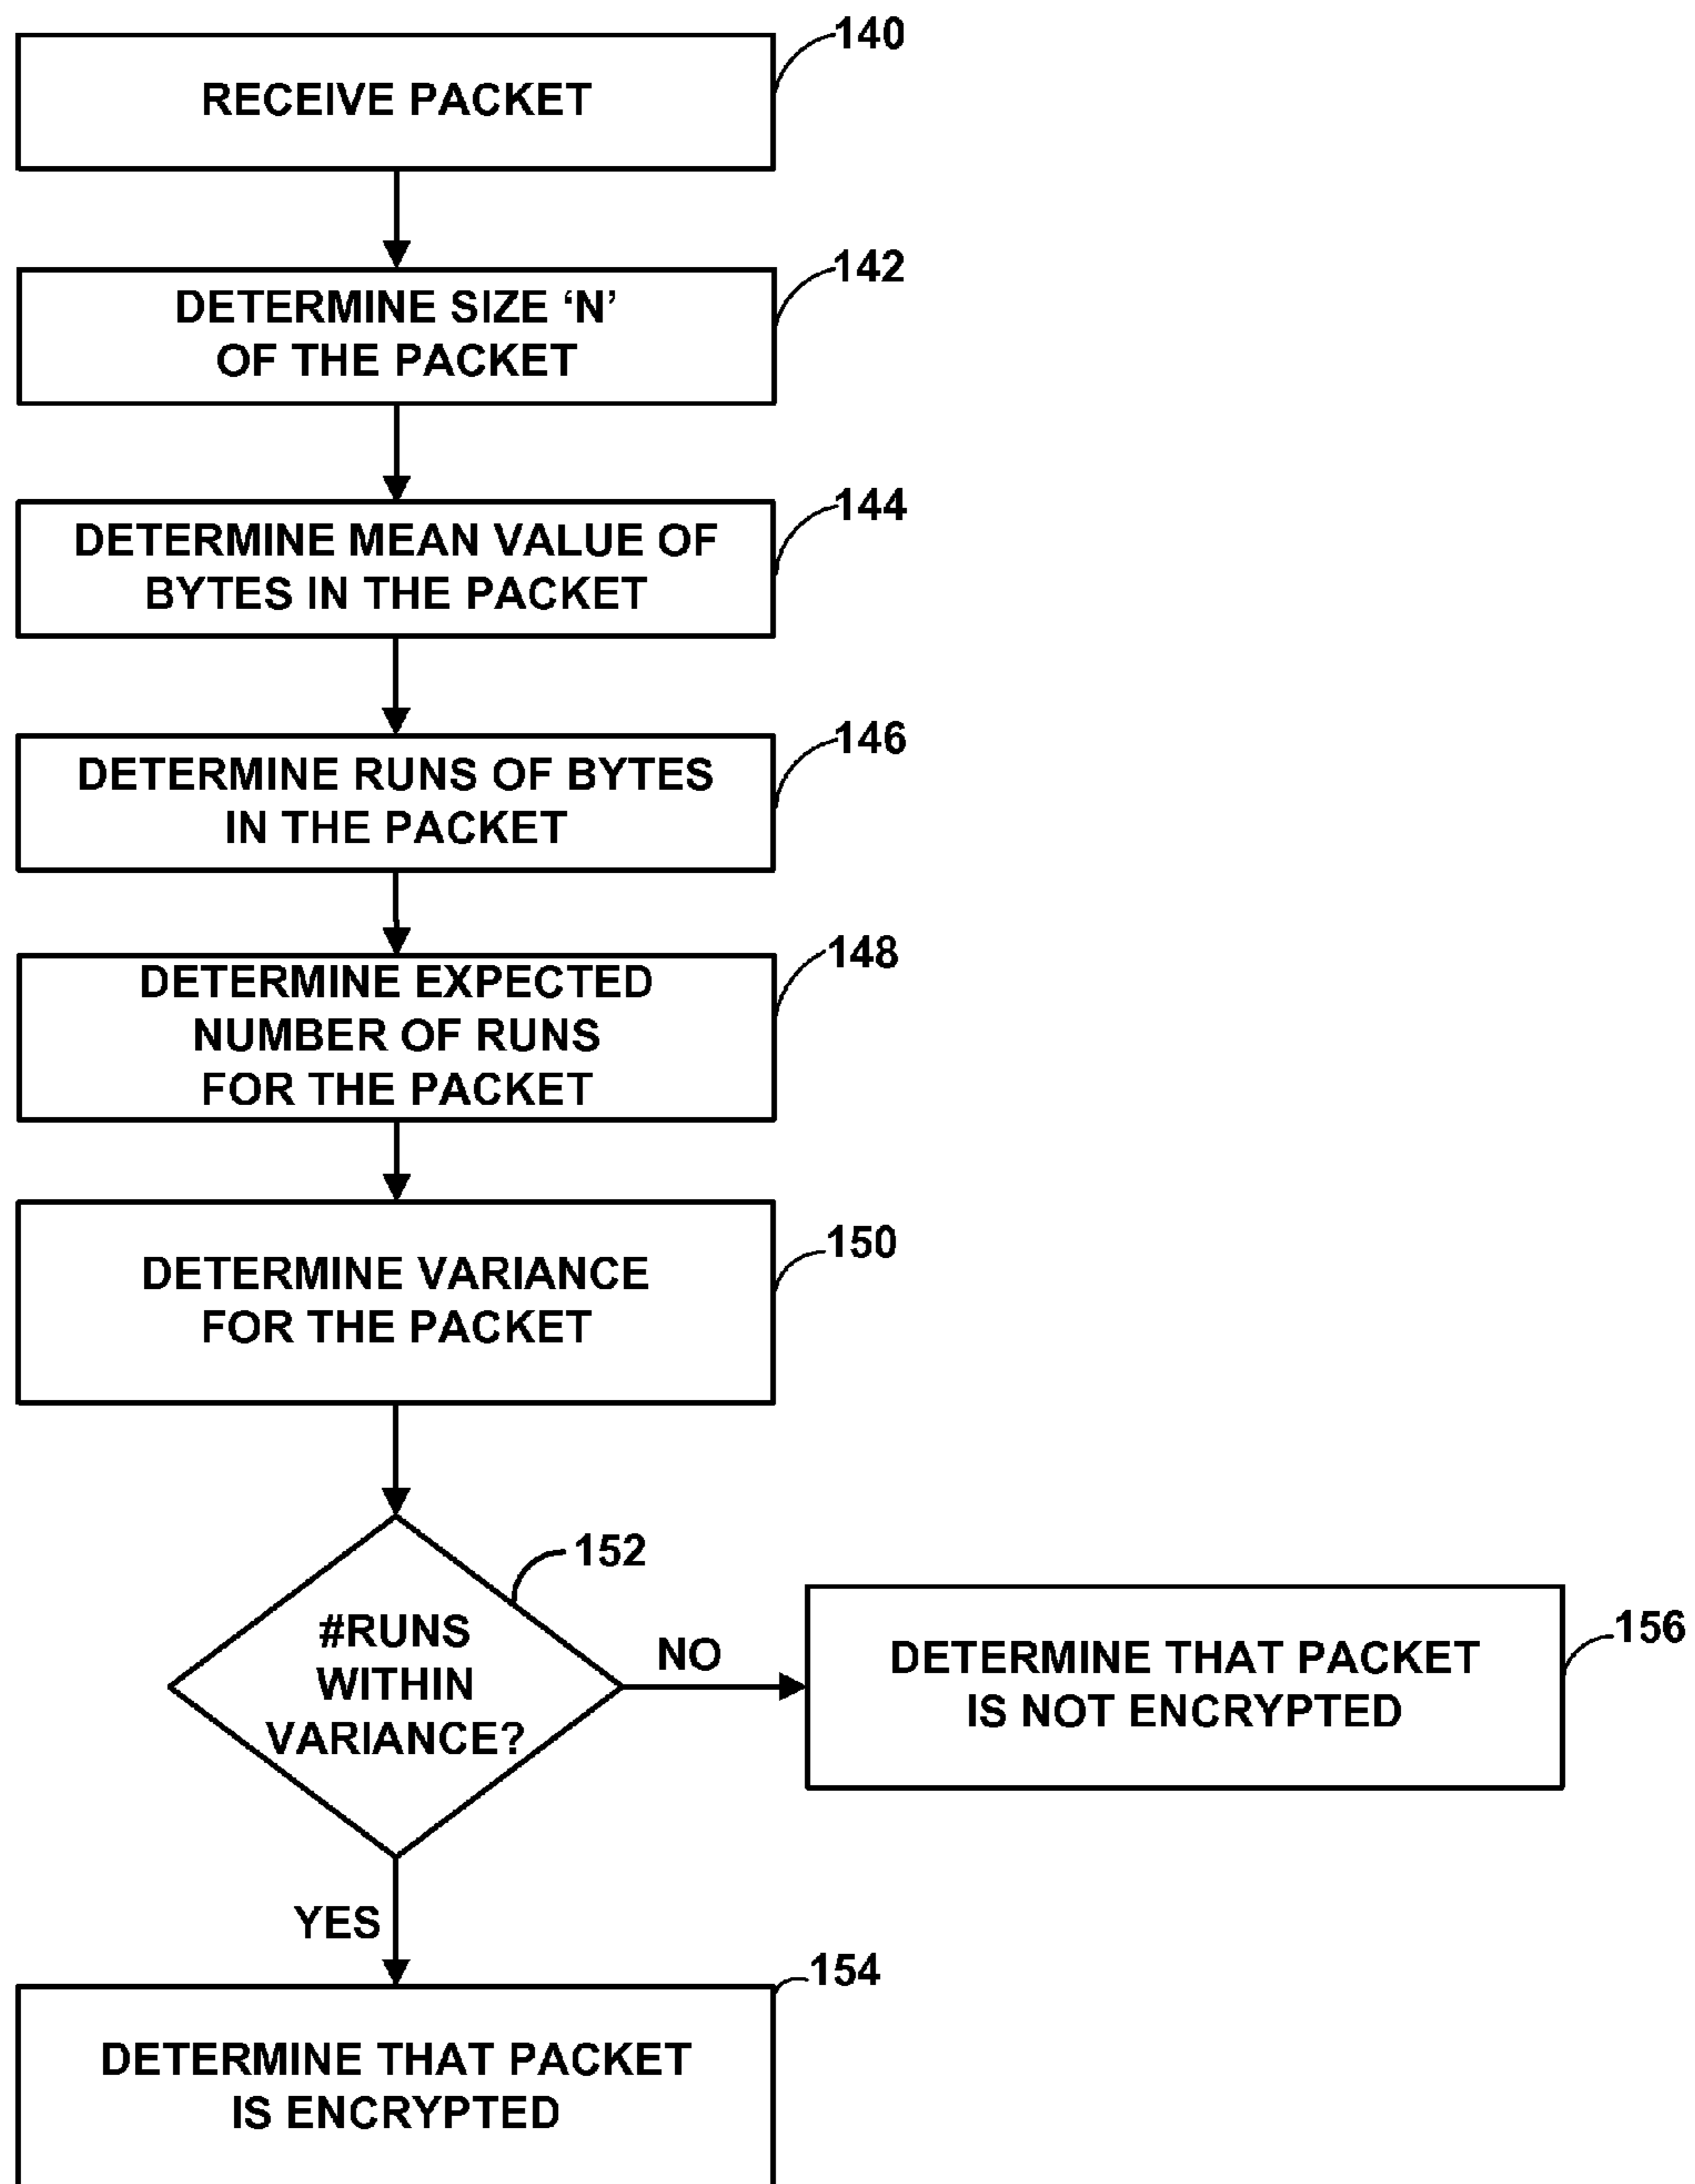 140
RECEIVE PACKET
142
DETERMINE SIZE ‘N’
OF THE PACKET
144
DETERMINE MEAN VALUE OF
BYTES IN THE PACKET
146
DETERMINE RUNS OF BYTES
IN THE PACKET
148
DETERMINE EXPECTED
NUMBER OF RUNS
FOR THE PACKET
150
DETERMINE VARIANCE
FOR THE PACKET
152
#RUNS
WITHIN
VARIANCE?
NO
156
DETERMINE THAT PACKET
IS NOT ENCRYPTED
YES
154
DETERMINE THAT PACKET
IS ENCRYPTED